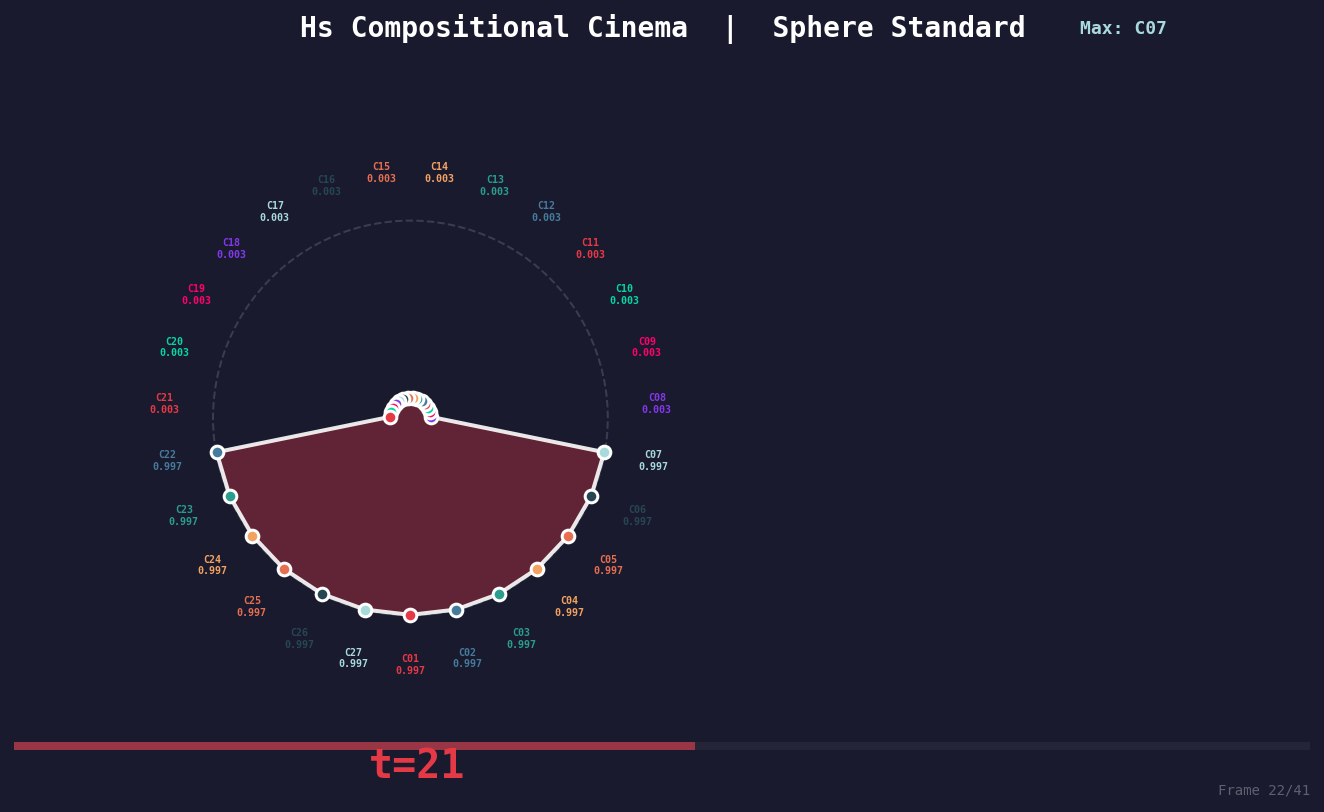 Hs Compositional Cinema | Sphere Standard
Max: C07
C15
0.003
C14
0.003
C16
0.003
C13
0.003
C17
0.003
C12
0.003
C18
0.003
C11
0.003
C19
0.003
C10
0.003
C20
0.003
C09
0.003
C21
0.003
C08
0.003
C22
0.997
C07
0.997
C23
0.997
C06
0.997
C24
0.997
C05
0.997
C25
0.997
C04
0.997
C26
0.997
C03
0.997
C27
0.997
C01
0.997
C02
0.997
t=21
Frame 22/41